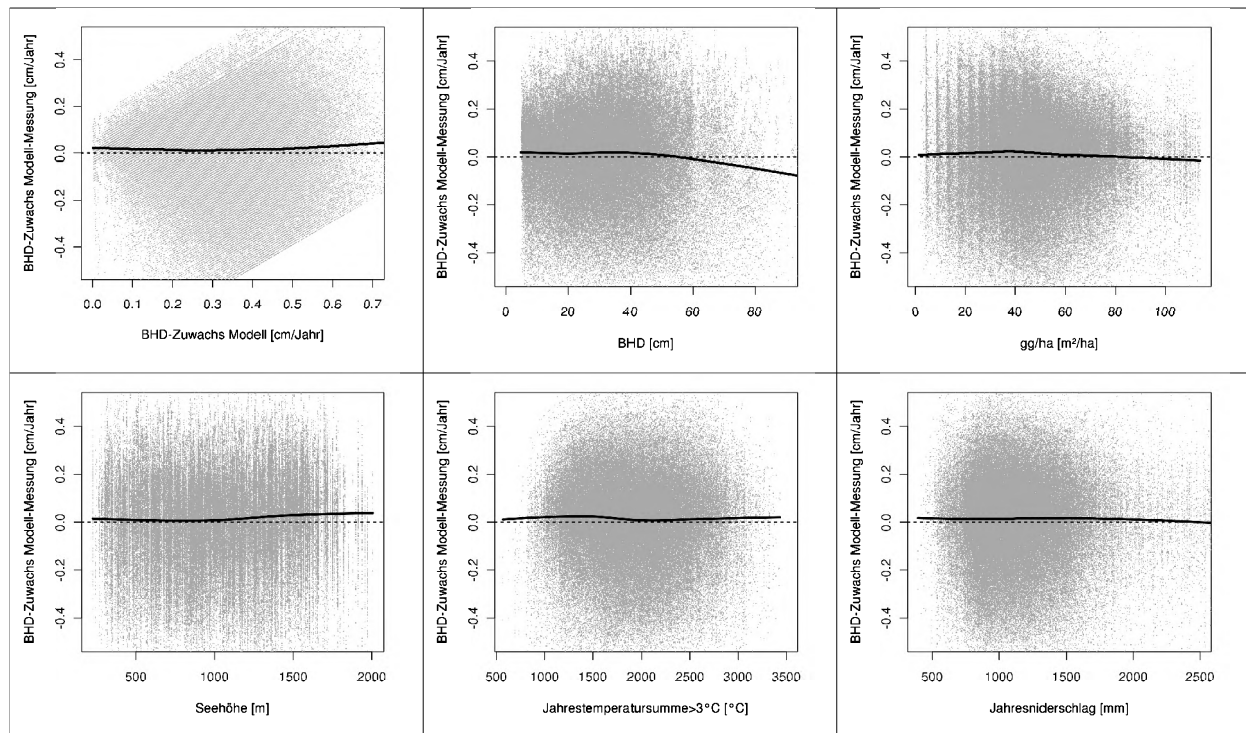 BHD-Zuwachs Modell-Messung [cm/Jahr]
0.4
0.2
0.0
-0.2
-0.4
0.0 0.1 0.2 0.3 0.4 0.5 0.6 0.7
BHD-Zuwachs Modell [cm/Jahr]
BHD-Zuwachs Modell-Messung [cm/Jahr]
0.4
0.2
0.0
-0.2
-0.4
0 20 40 60 80
BHD [cm]
BHD-Zuwachs Modell-Messung [cm/Jahr]
0.4
0.2
0.0
-0.2
-0.4
0 20 40 60 80 100
gg/ha [m²/ha]
BHD-Zuwachs Modell-Messung [cm/Jahr]
0.4
0.2
0.0
-0.2
-0.4
500 1000 1500 2000
Seehöhe [m]
BHD-Zuwachs Modell-Messung [cm/Jahr]
0.4
0.2
0.0
-0.2
-0.4
500 1000 1500 2000 2500 3000 3500
Jahrestemperatursumme>3°C [°C]
BHD-Zuwachs Modell-Messung [cm/Jahr]
0.4
0.2
0.0
-0.2
-0.4
500 1000 1500 2000 2500
Jahresniderschlag [mm]